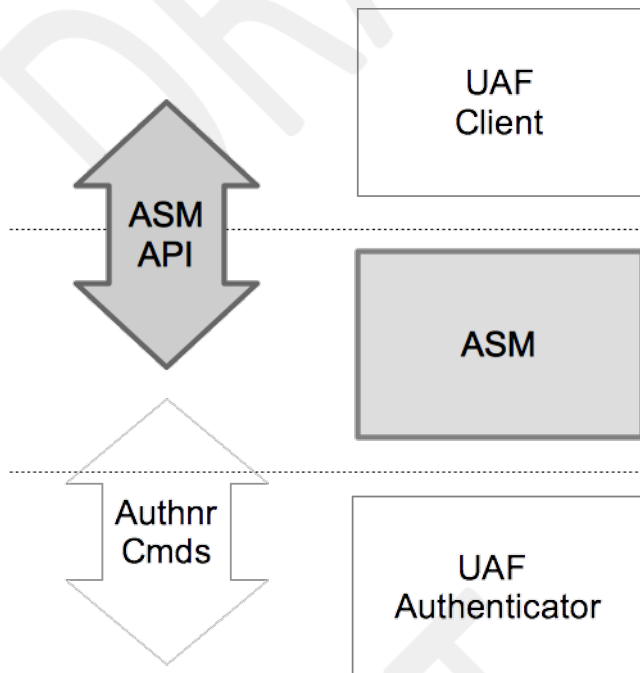 UAF
Client
ASM
API
ASM
Authnr
Cmds
UAF
Authenticator